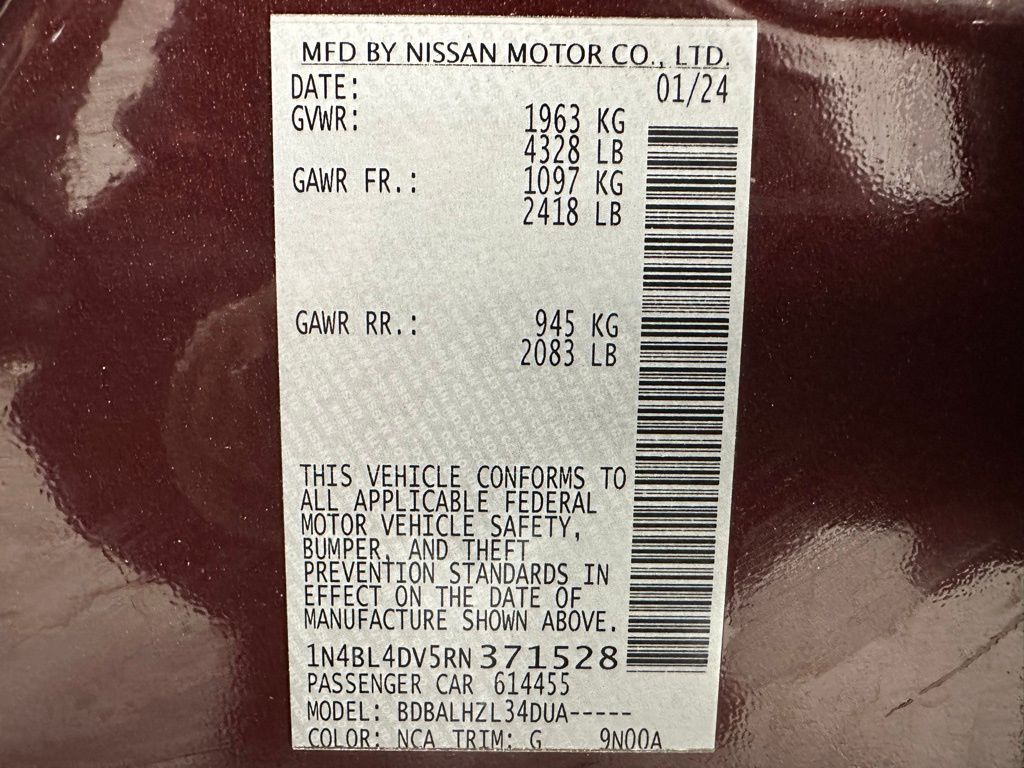 MFD BY NISSAN MOTOR CO., LTD.
DATE: 01/24
GVWR: 1963 KG
4328 LB
GAWR FR.: 1097 KG
2418 LB
GAWR RR.: 945 KG
2083 LB
THIS VEHICLE CONFORMS TO
ALL APPLICABLE FEDERAL
MOTOR VEHICLE SAFETY,
BUMPER, AND THEFT
PREVENTION STANDARDS IN
EFFECT ON THE DATE OF
MANUFACTURE SHOWN ABOVE.
1N4BL4DV5RN371528
PASSENGER CAR 614455
MODEL: BDBALHZL34DUA-----
COLOR: NCA TRIM: G 9N00A